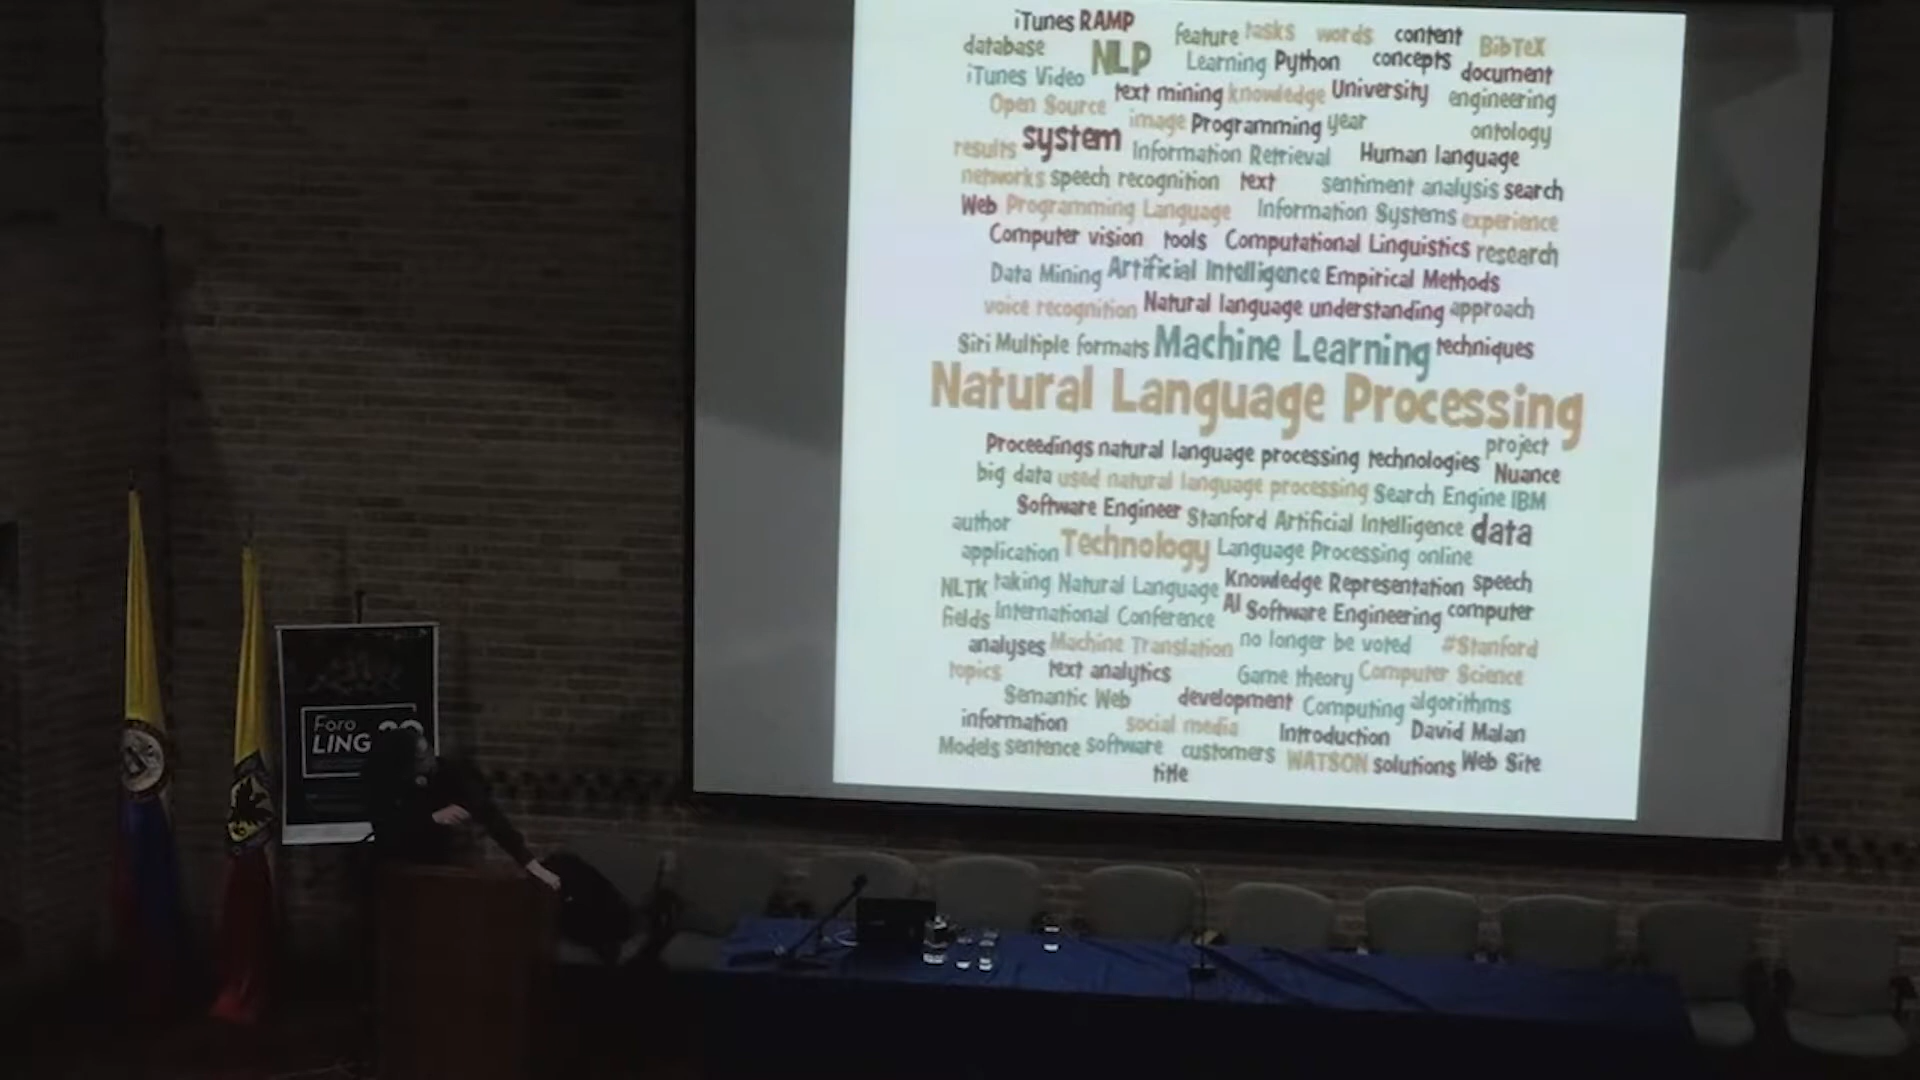 iTunes RAMP feature tasks words content BibTeX
database NLP Learning Python concepts document
iTunes Video text mining knowledge University engineering
Open Source image Programming year ontology
results system Information Retrieval Human language
networks speech recognition text sentiment analysis search
Web Programming Language Information Systems experience
Computer vision tools Computational Linguistics research
Data Mining Artificial Intelligence Empirical Methods
voice recognition Natural language understanding approach
Siri Multiple formats Machine Learning techniques
Natural Language Processing
Proceedings natural language processing technologies project
big data used natural language processing Search Engine IBM Nuance
Software Engineer Stanford Artificial Intelligence data
author
application Technology Language Processing online
NLTK taking Natural Language Knowledge Representation speech
fields International Conference AI Software Engineering computer
analyses Machine Translation no longer be voted #Stanford
topics text analytics Game theory Computer Science
Semantic Web development Computing algorithms
information social media Introduction David Malan
Models sentence software customers WATSON solutions Web Site
title
Foro
LING